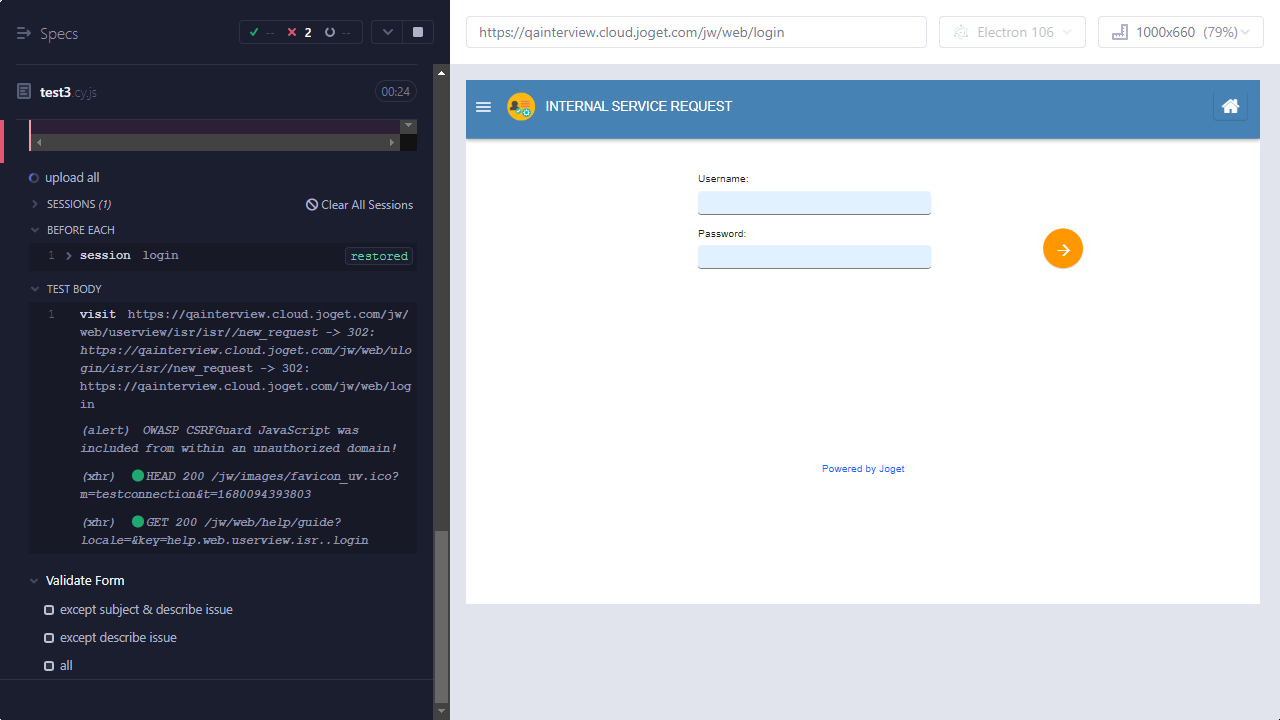 Specs
-- 2 --
test3.cy.js
00:24
upload all
SESSIONS (1)
Clear All Sessions
BEFORE EACH
1 session login
restored
TEST BODY
1 visit https://qainterview.cloud.joget.com/jw/
web/userview/isr/isr//new_request -> 302:
https://qainterview.cloud.joget.com/jw/web/ulo
gin/isr/isr//new_request -> 302:
https://qainterview.cloud.joget.com/jw/web/log
in
(alert) OWASP CSRFGuard JavaScript was
included from within an unauthorized domain!
(xhr) HEAD 200 /jw/images/favicon_uv.ico?
m=testconnection&t=1680094393803
(xhr) GET 200 /jw/web/help/guide?
locale=&key=help.web.userview.isr..login
Validate Form
except subject & describe issue
except describe issue
all
https://qainterview.cloud.joget.com/jw/web/login
Electron 106
1000x660 (79%)
INTERNAL SERVICE REQUEST
Username:
Password:
Powered by Joget